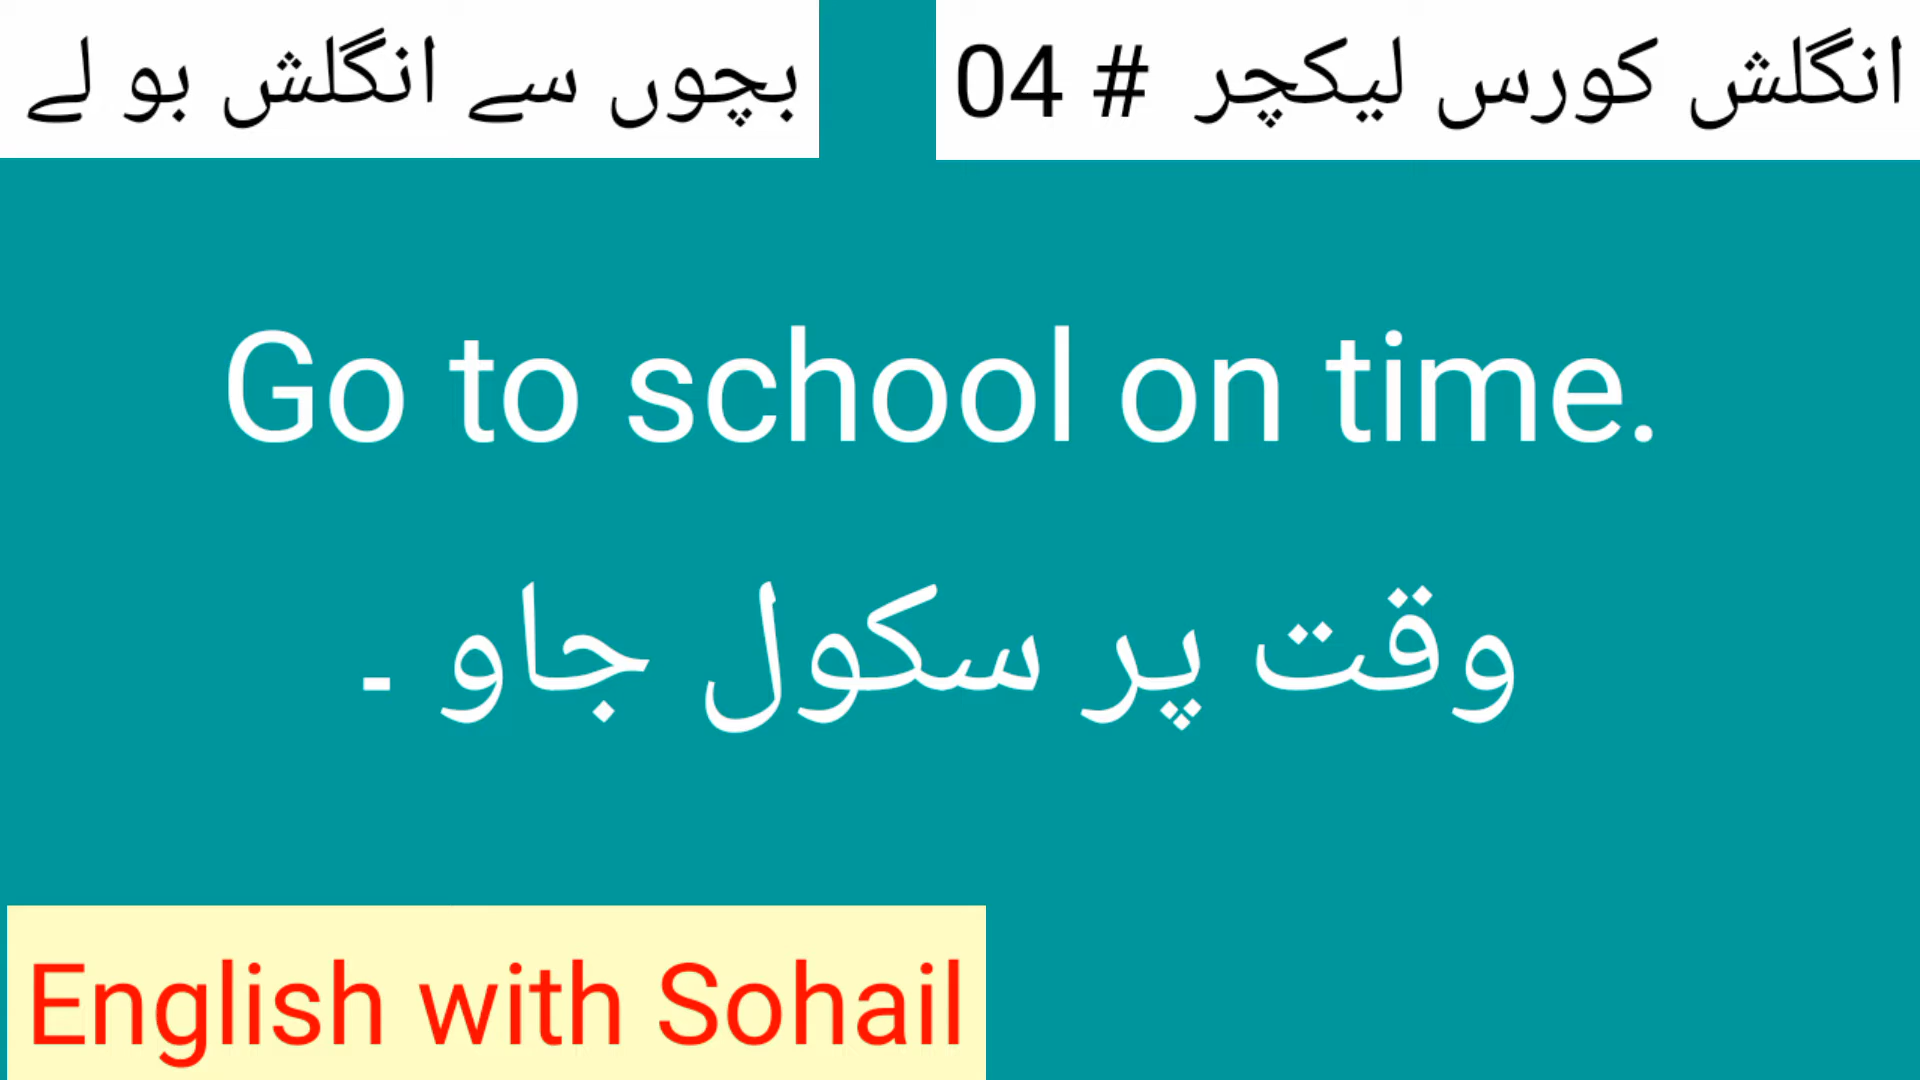 انگلش کورس لیکچر # 04
بچوں سے انگلش بو لے
Go to school on time.
وقت پر سکول جاو ۔
English with Sohail